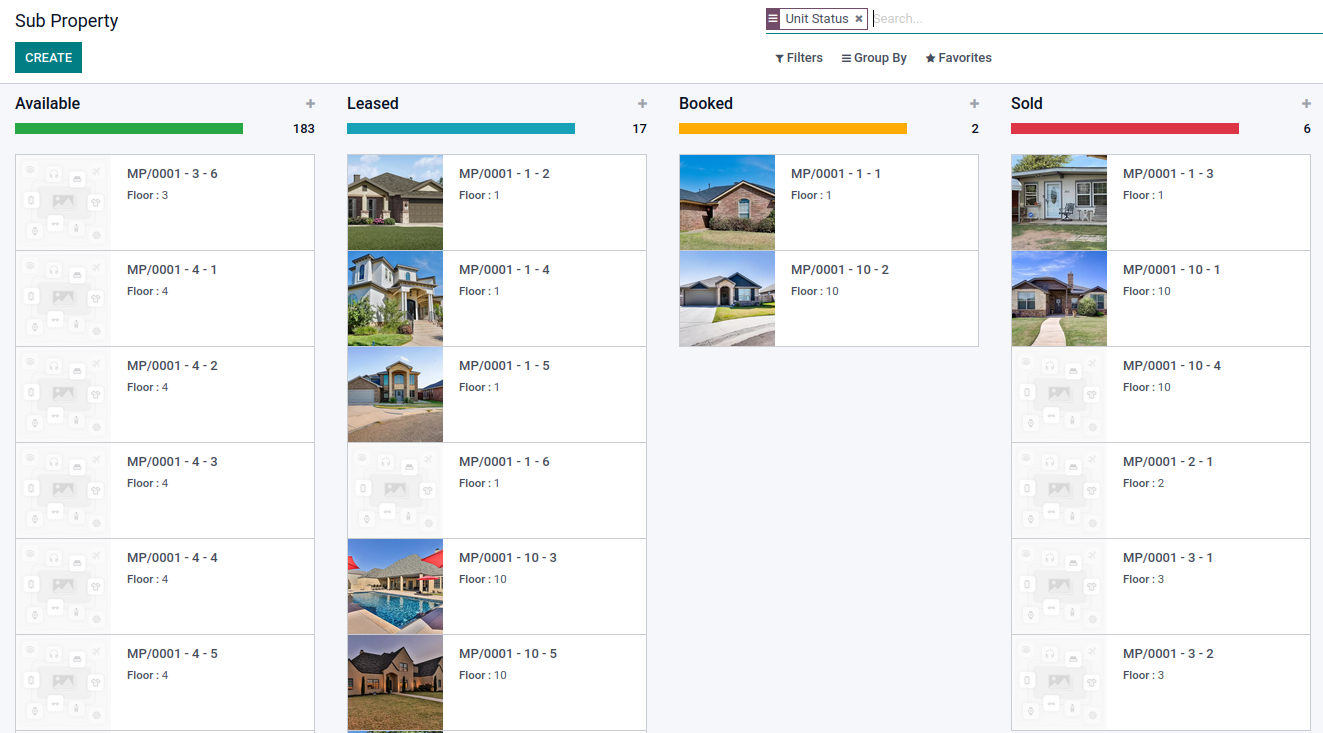 Sub Property
Unit Status ×
Search...
CREATE
Filters
Group By
Favorites
Available
183
MP/0001 - 3 - 6
Floor : 3
MP/0001 - 4 - 1
Floor : 4
MP/0001 - 4 - 2
Floor : 4
MP/0001 - 4 - 3
Floor : 4
MP/0001 - 4 - 4
Floor : 4
MP/0001 - 4 - 5
Floor : 4
Leased
17
MP/0001 - 1 - 2
Floor : 1
MP/0001 - 1 - 4
Floor : 1
MP/0001 - 1 - 5
Floor : 1
MP/0001 - 1 - 6
Floor : 1
MP/0001 - 10 - 3
Floor : 10
MP/0001 - 10 - 5
Floor : 10
Booked
2
MP/0001 - 1 - 1
Floor : 1
MP/0001 - 10 - 2
Floor : 10
Sold
6
MP/0001 - 1 - 3
Floor : 1
MP/0001 - 10 - 1
Floor : 10
MP/0001 - 10 - 4
Floor : 10
MP/0001 - 2 - 1
Floor : 2
MP/0001 - 3 - 1
Floor : 3
MP/0001 - 3 - 2
Floor : 3